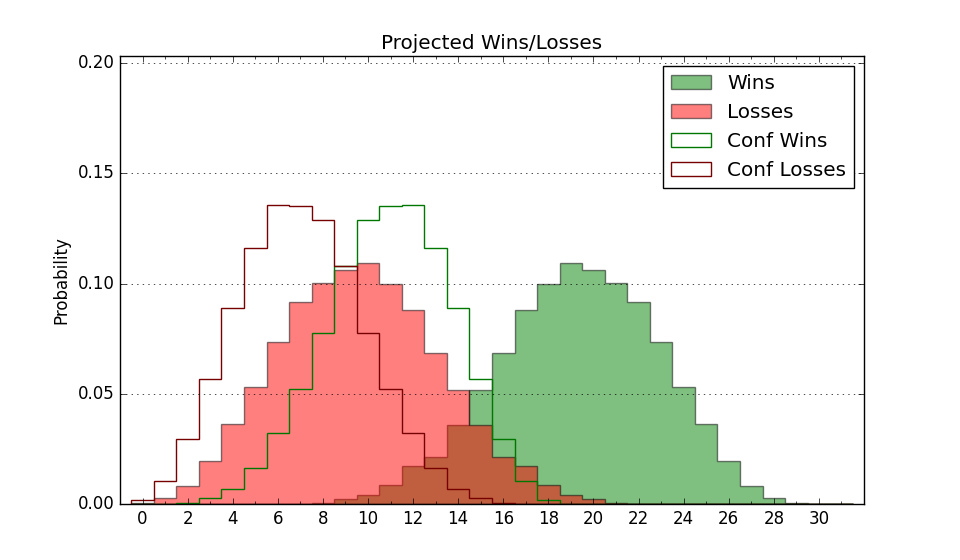 Projected Wins/Losses
0.20
0.15
0.10
0.05
0.00
Probability
Wins
Losses
Conf Wins
Conf Losses
0 2 4 6 8 10 12 14 16 18 20 22 24 26 28 30